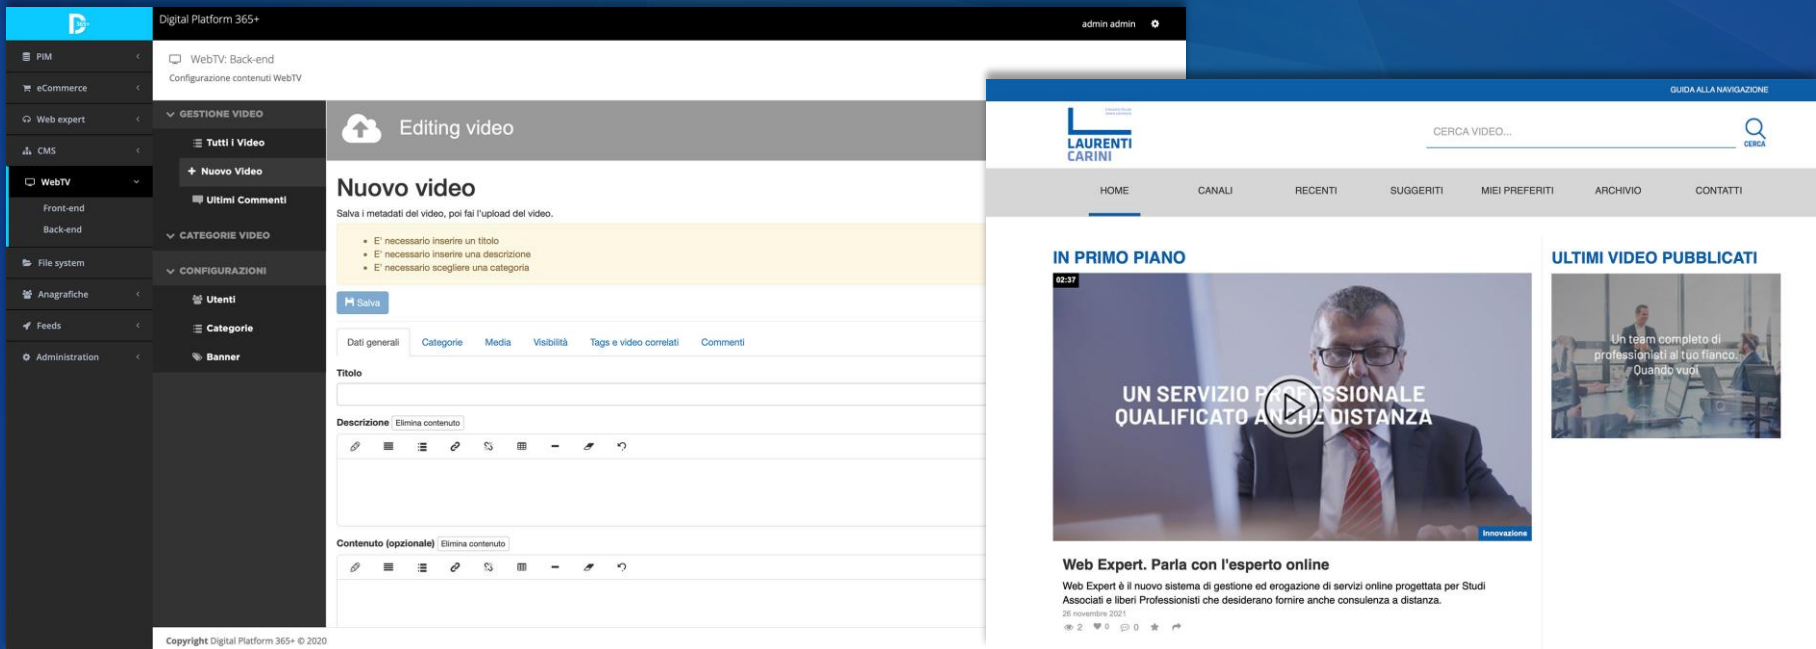 365+
Digital Platform 365+
admin admin
PIM
eCommerce
Web expert
CMS
WebTV
Front-end
Back-end
File system
Anagrafiche
Feeds
Administration
WebTV: Back-end
Configurazione contenuti WebTV
GESTIONE VIDEO
Tutti i Video
Nuovo Video
Ultimi Commenti
CATEGORIE VIDEO
CONFIGURAZIONI
Utenti
Categorie
Banner
Editing video
Nuovo video
Salva i metadati del video, poi fai l'upload del video.
E' necessario inserire un titolo
E' necessario inserire una descrizione
E' necessario scegliere una categoria
Salva
Dati generali Categorie Media Visibilità Tags e video correlati Commenti
Titolo
Descrizione Elimina contenuto
Contenuto (opzionale) Elimina contenuto
Copyright Digital Platform 365+ © 2020
GUIDA ALLA NAVIGAZIONE
LAURENTI
CARINI
CERCA VIDEO...
CERCA
HOME CANALI RECENTI SUGGERITI MIEI PREFERITI ARCHIVIO CONTATTI
IN PRIMO PIANO
02:37
UN SERVIZIO PROFESSIONALE
QUALIFICATO ANCHE DISTANZA
Innovazione
Web Expert. Parla con l'esperto online
Web Expert è il nuovo sistema di gestione ed erogazione di servizi online progettata per Studi
Associati e liberi Professionisti che desiderano fornire anche consulenza a distanza.
26 novembre 2021
2 0 0
ULTIMI VIDEO PUBBLICATI
Un team completo di
professionisti al tuo fianco.
Quando vuoi